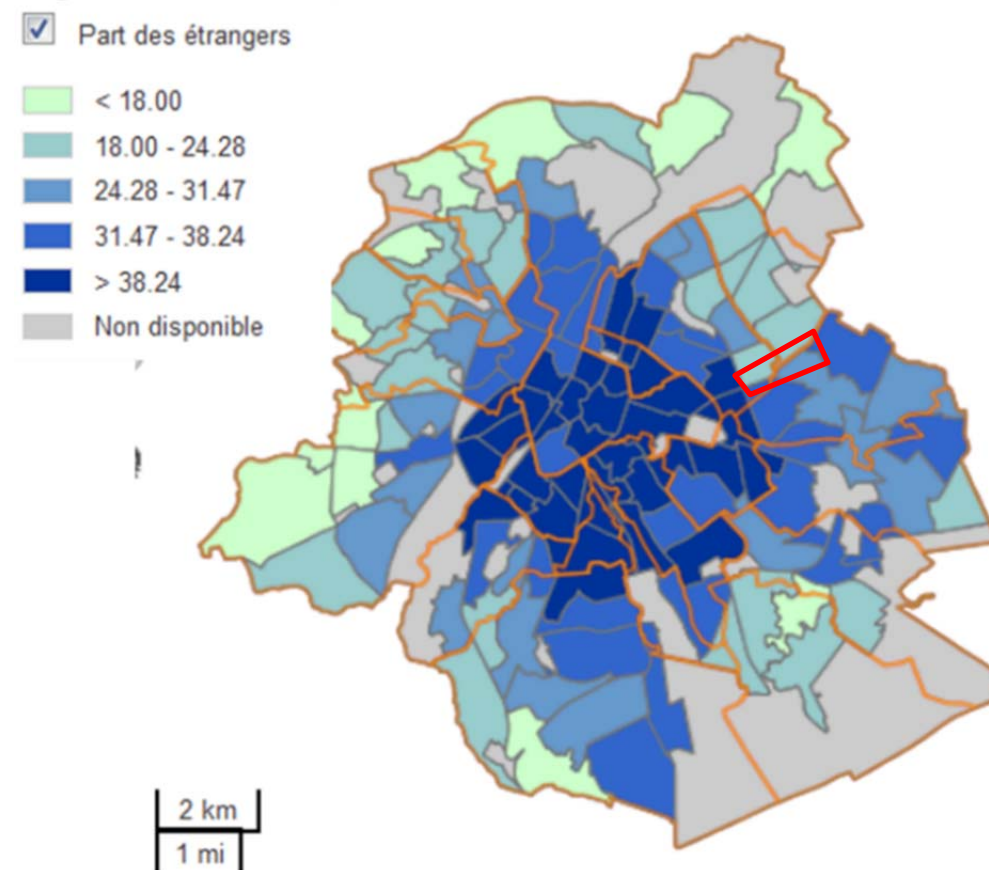 Part des étrangers
< 18.00
18.00 - 24.28
24.28 - 31.47
31.47 - 38.24
> 38.24
Non disponible
2 km
1 mi